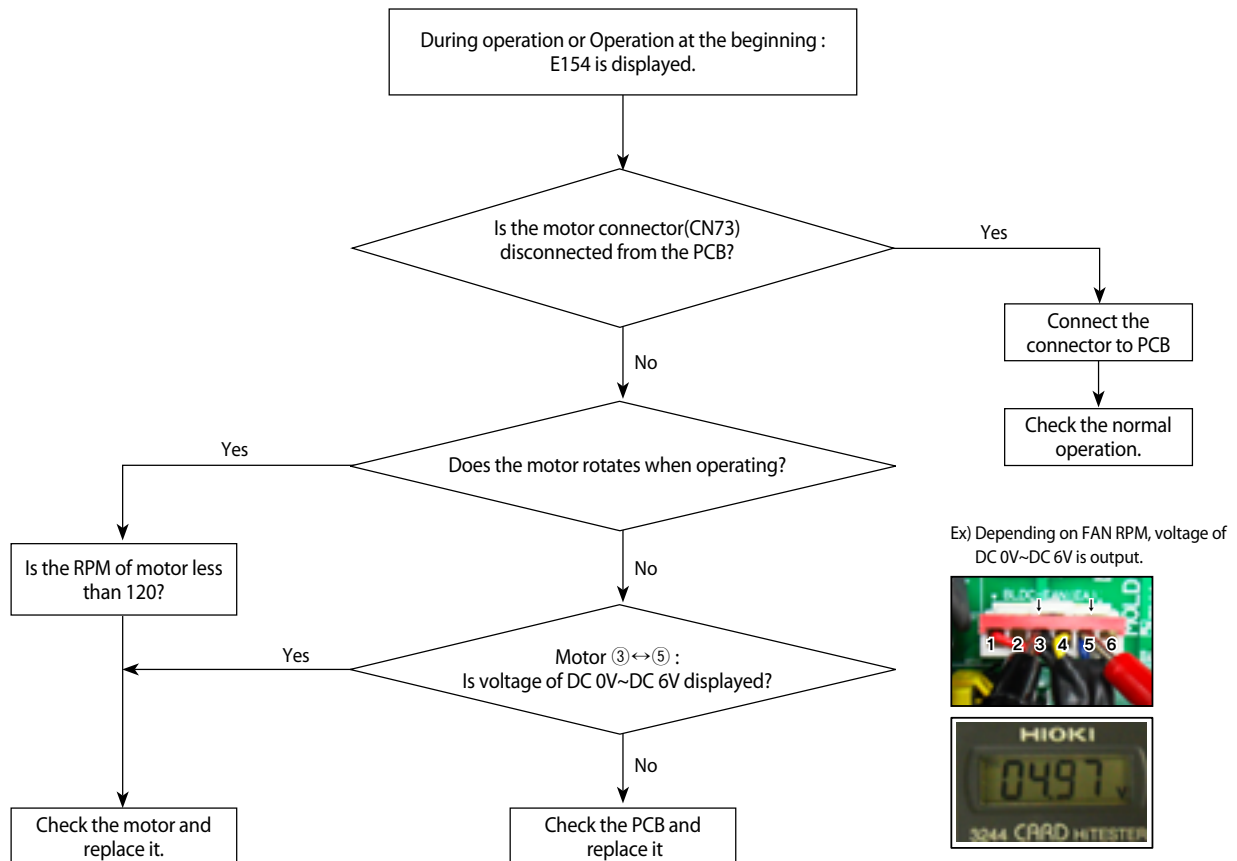 During operation or Operation at the beginning :
E154 is displayed.
Is the motor connector(CN73)
disconnected from the PCB?
Yes
Connect the
connector to PCB
No
Check the normal
operation.
Yes
Does the motor rotates when operating?
Ex) Depending on FAN RPM, voltage of
DC 0V~DC 6V is output.
Is the RPM of motor less
than 120?
No
BLDC FAN
MOLD
1 2 3 4 5 6
Yes
Motor ③↔⑤ :
Is voltage of DC 0V~DC 6V displayed?
HIOKI
04.97 V
3244 CARD HiTESTER
No
Check the motor and
replace it.
Check the PCB and
replace it